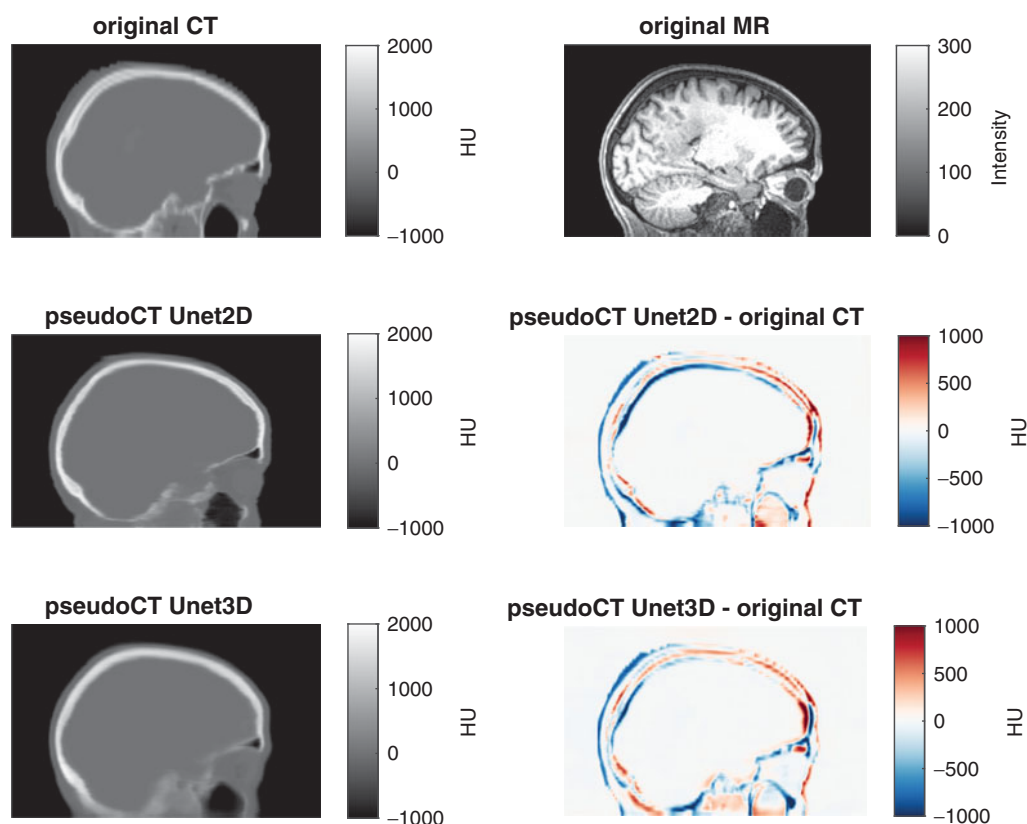 original CT
2000
1000
0
−1000
HU
original MR
300
200
100
0
Intensity
pseudoCT Unet2D
2000
1000
0
−1000
HU
pseudoCT Unet2D - original CT
1000
500
0
−500
−1000
HU
pseudoCT Unet3D
2000
1000
0
−1000
HU
pseudoCT Unet3D - original CT
1000
500
0
−500
−1000
HU